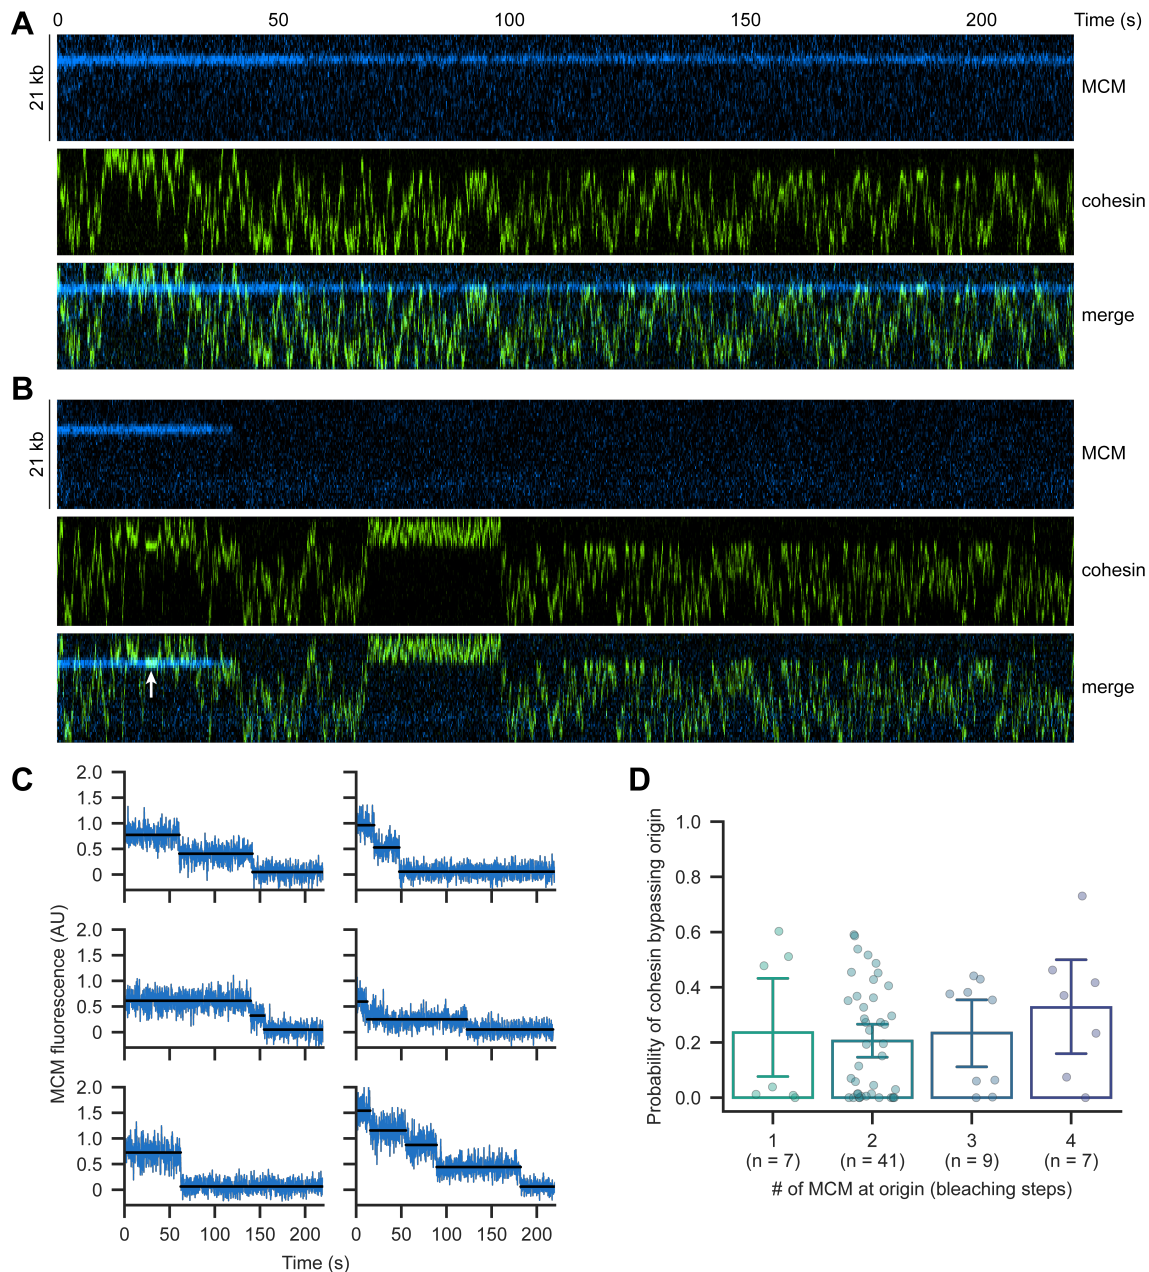 A
0 50 100 150 200 Time (s)
21 kb
MCM
cohesin
merge
B
21 kb
MCM
cohesin
merge
C
MCM fluorescence (AU)
2.0
1.5
1.0
0.5
0
2.0
1.5
1.0
0.5
0
2.0
1.5
1.0
0.5
0
0 50 100 150 200
0 50 100 150 200
Time (s)
D
Probability of cohesin bypassing origin
1.0
0.8
0.6
0.4
0.2
0.0
1 2 3 4
(n = 7) (n = 41) (n = 9) (n = 7)
# of MCM at origin (bleaching steps)